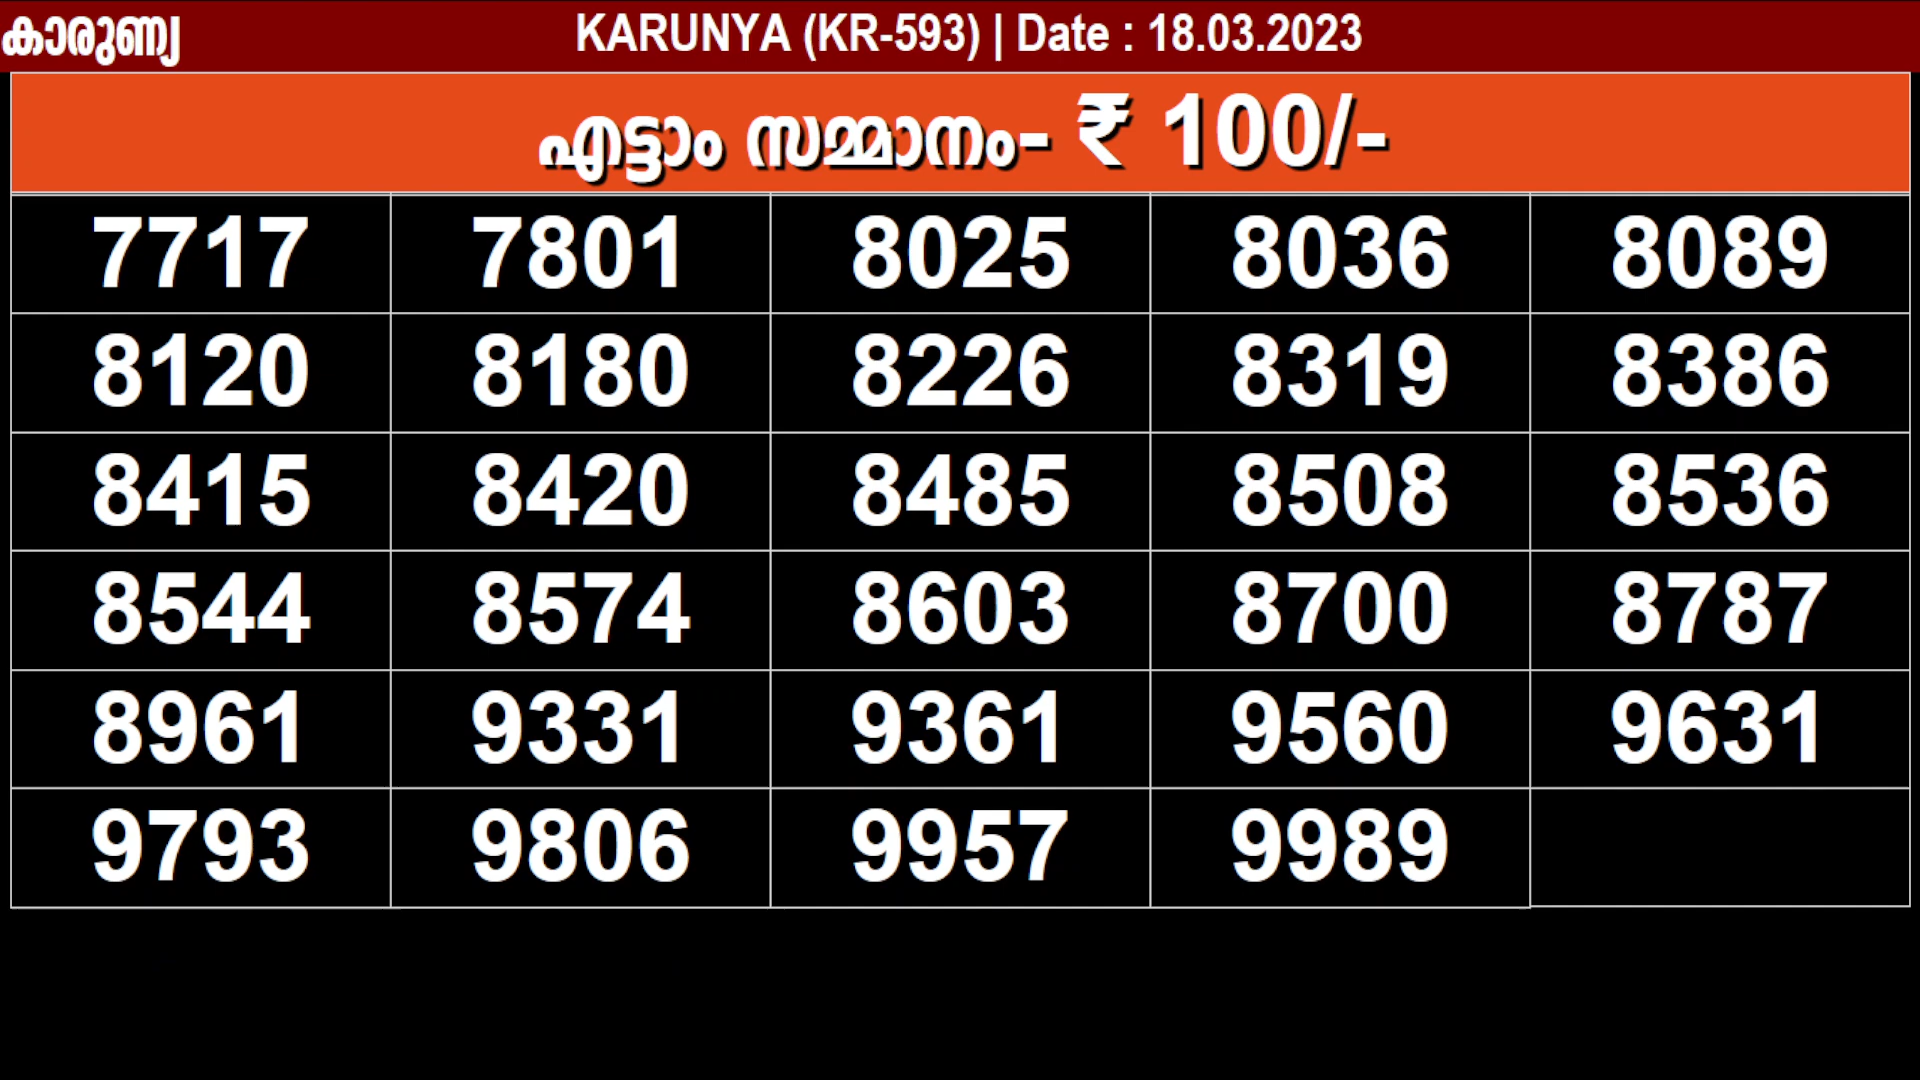 കാരുണ്യ KARUNYA (KR-593) | Date : 18.03.2023
എട്ടാം സമ്മാനം- ₹ 100/-
7717 7801 8025 8036 8089
8120 8180 8226 8319 8386
8415 8420 8485 8508 8536
8544 8574 8603 8700 8787
8961 9331 9361 9560 9631
9793 9806 9957 9989